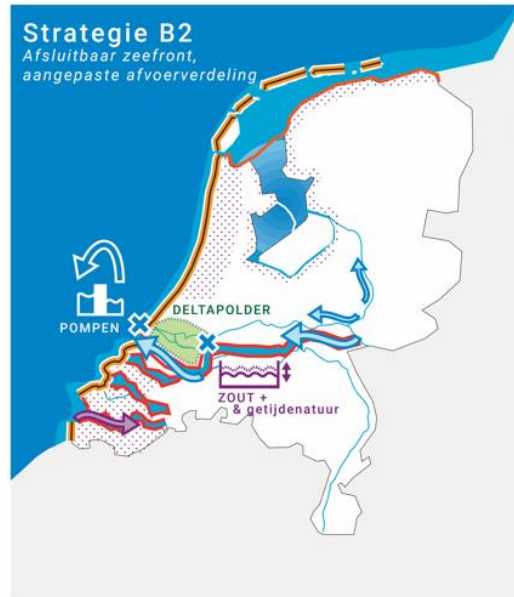 Strategie B2
Afsluitbaar zeefront,
aangepaste afvoerverdeling
DELTAPOLDER
POMPEN
ZOUT +
& getijdenatuur